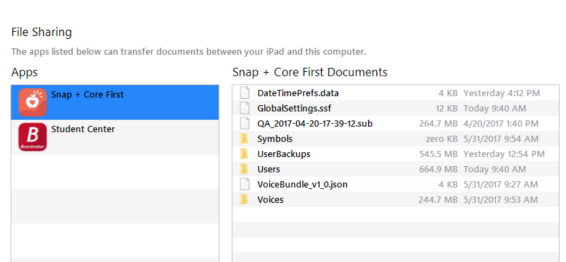 File Sharing
The apps listed below can transfer documents between your iPad and this computer.
Apps
Snap + Core First
Student Center
B
Boardmaker
Snap + Core First Documents
DateTimePrefs.data 4 KB Yesterday 4:12 PM
GlobalSettings.ssf 12 KB Today 9:40 AM
QA_2017-04-20-17-39-12.sub 264.7 MB 4/20/2017 1:40 PM
Symbols zero KB 5/31/2017 9:54 AM
UserBackups 545.5 MB Yesterday 12:54 PM
Users 664.9 MB Today 9:40 AM
VoiceBundle_v1_0.json 4 KB 5/31/2017 9:27 AM
Voices 244.7 MB 5/31/2017 9:53 AM